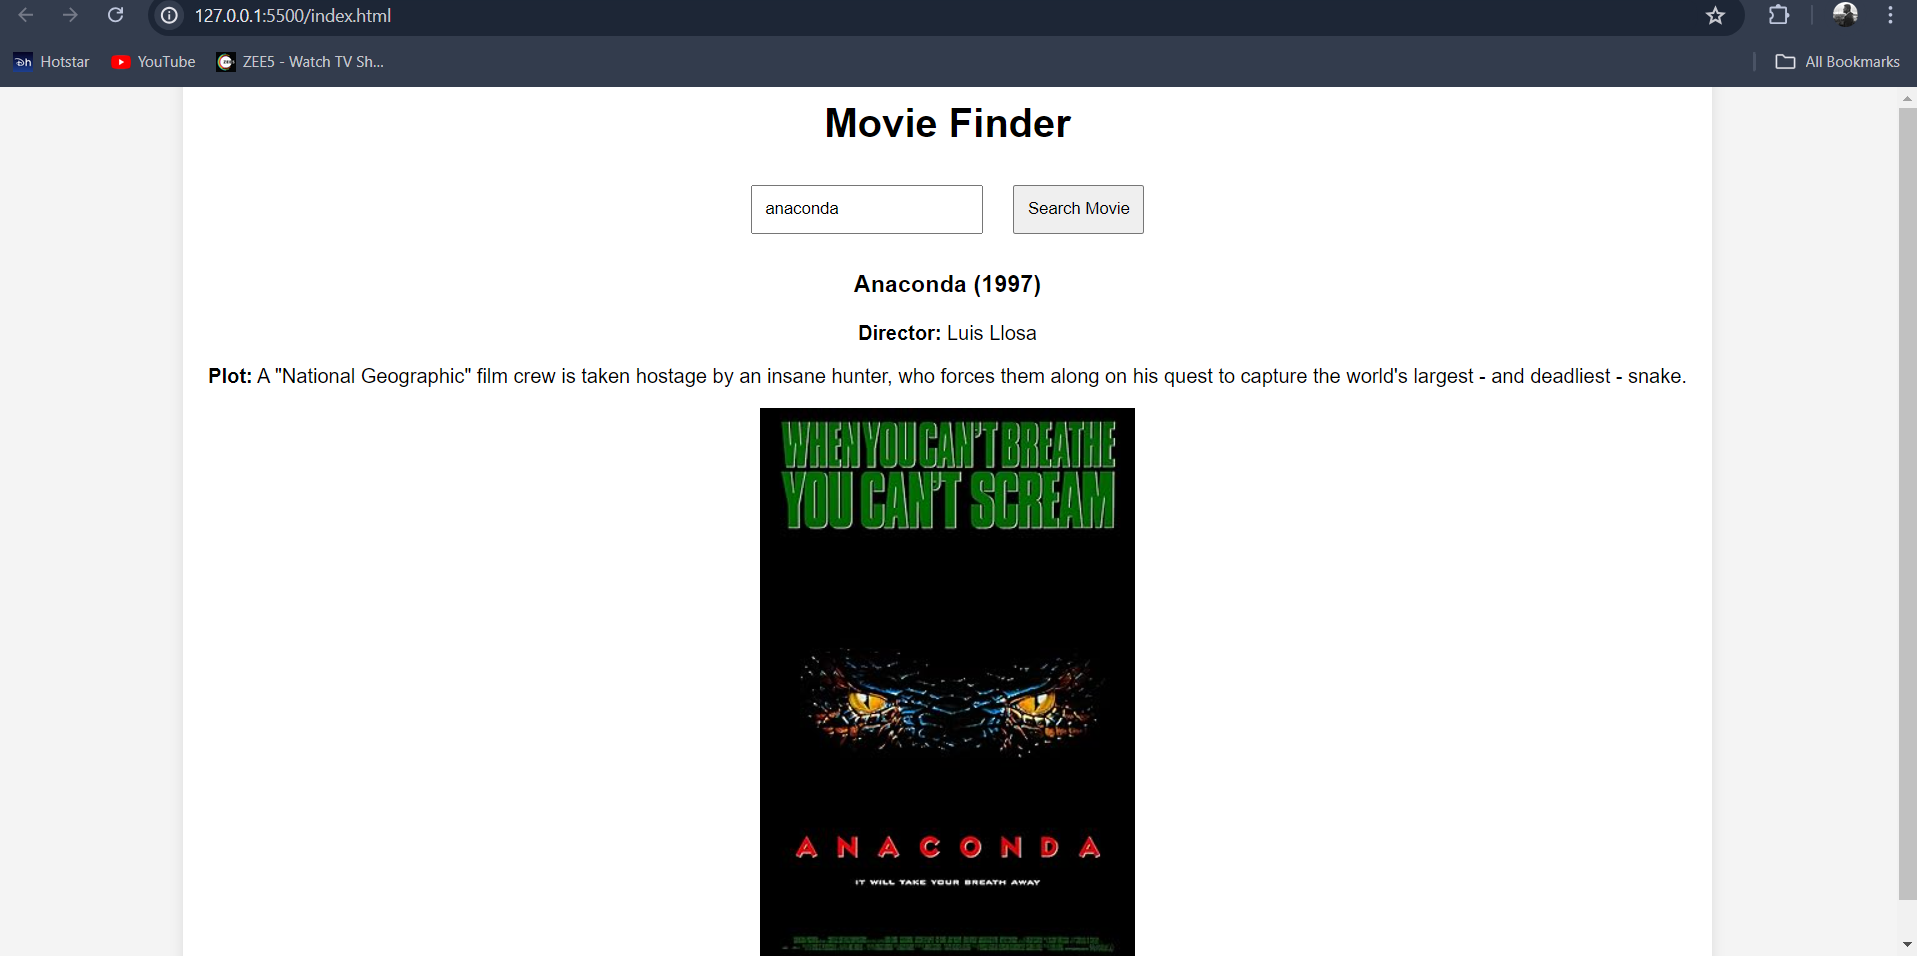 127.0.0.1:5500/index.html
Hotstar YouTube ZEE5 - Watch TV Sh... All Bookmarks
Movie Finder
anaconda Search Movie
Anaconda (1997)
Director: Luis Llosa
Plot: A "National Geographic" film crew is taken hostage by an insane hunter, who forces them along on his quest to capture the world's largest - and deadliest - snake.
WHEN YOU CAN'T BREATHE
YOU CAN'T SCREAM
ANACONDA
IT WILL TAKE YOUR BREATH AWAY